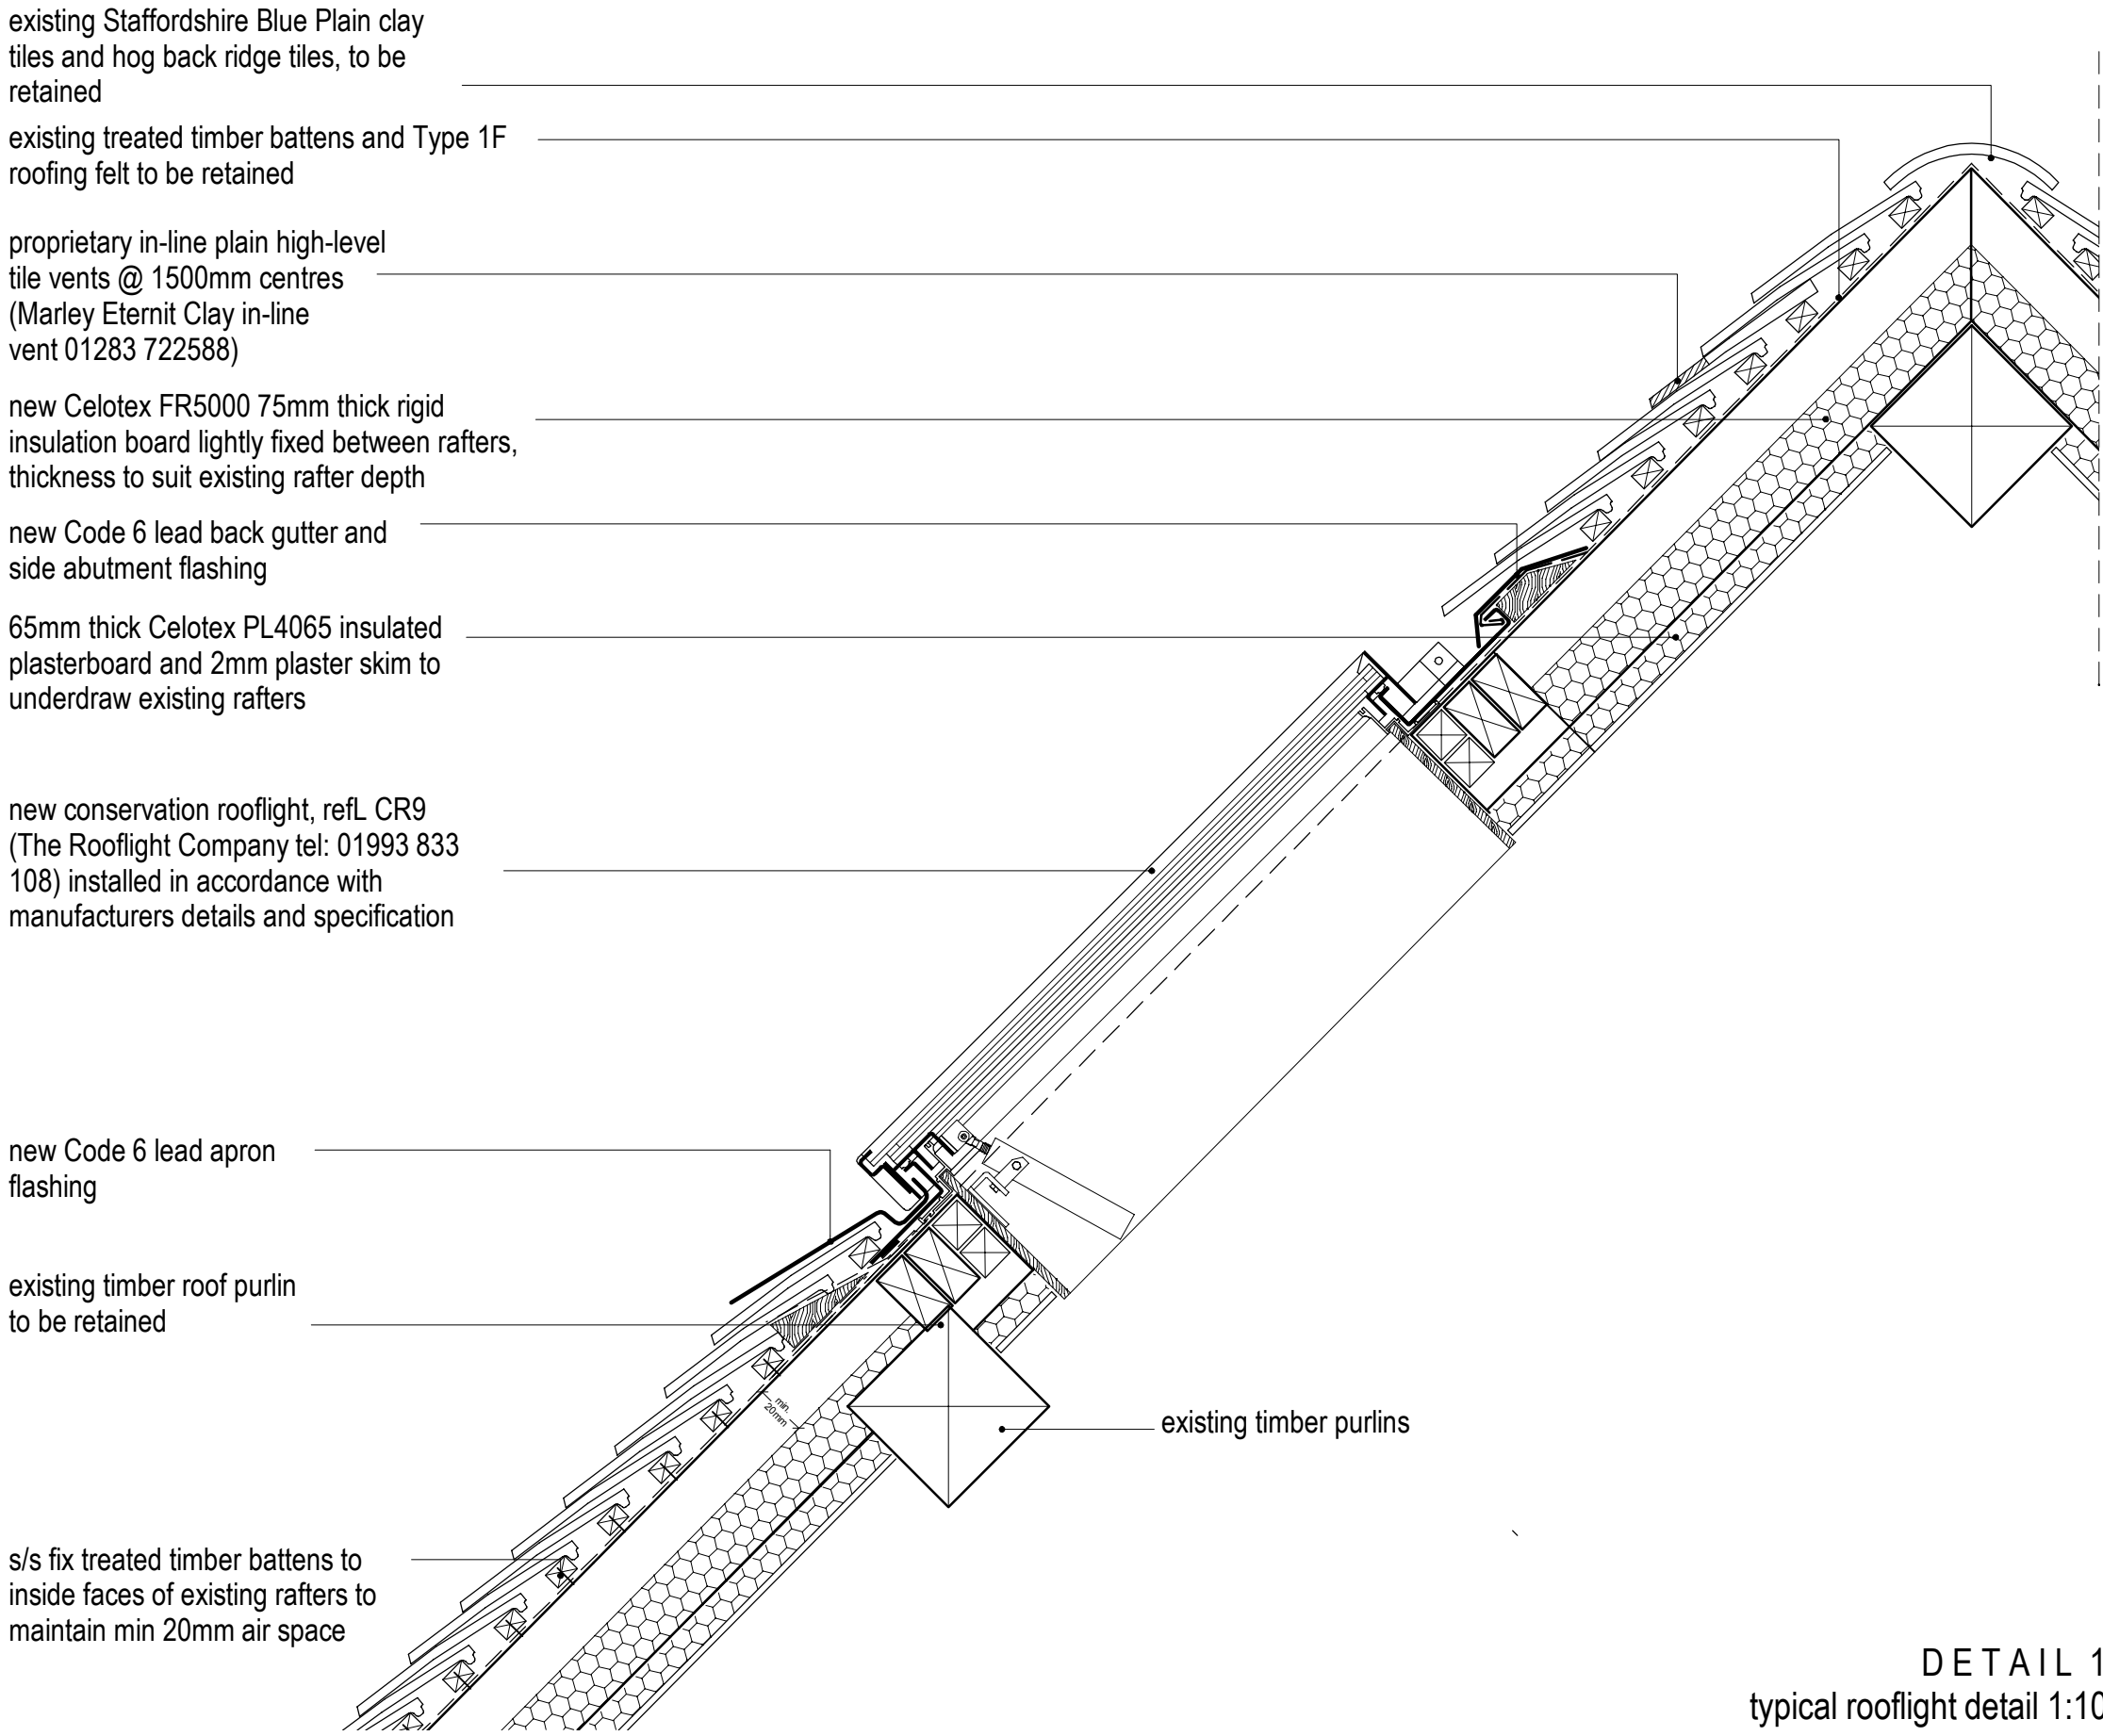 existing Staffordshire Blue Plain clay
tiles and hog back ridge tiles, to be
retained
existing treated timber battens and Type 1F
roofing felt to be retained
proprietary in-line plain high-level
tile vents @ 1500mm centres
(Marley Eternit Clay in-line
vent 01283 722588)
new Celotex FR5000 75mm thick rigid
insulation board lightly fixed between rafters,
thickness to suit existing rafter depth
new Code 6 lead back gutter and
side abutment flashing
65mm thick Celotex PL4065 insulated
plasterboard and 2mm plaster skim to
underdraw existing rafters
new conservation rooflight, refL CR9
(The Rooflight Company tel: 01993 833
108) installed in accordance with
manufacturers details and specification
new Code 6 lead apron
flashing
existing timber roof purlin
to be retained
min.
20mm
existing timber purlins
s/s fix treated timber battens to
inside faces of existing rafters to
maintain min 20mm air space
DETAIL 1
typical rooflight detail 1:10